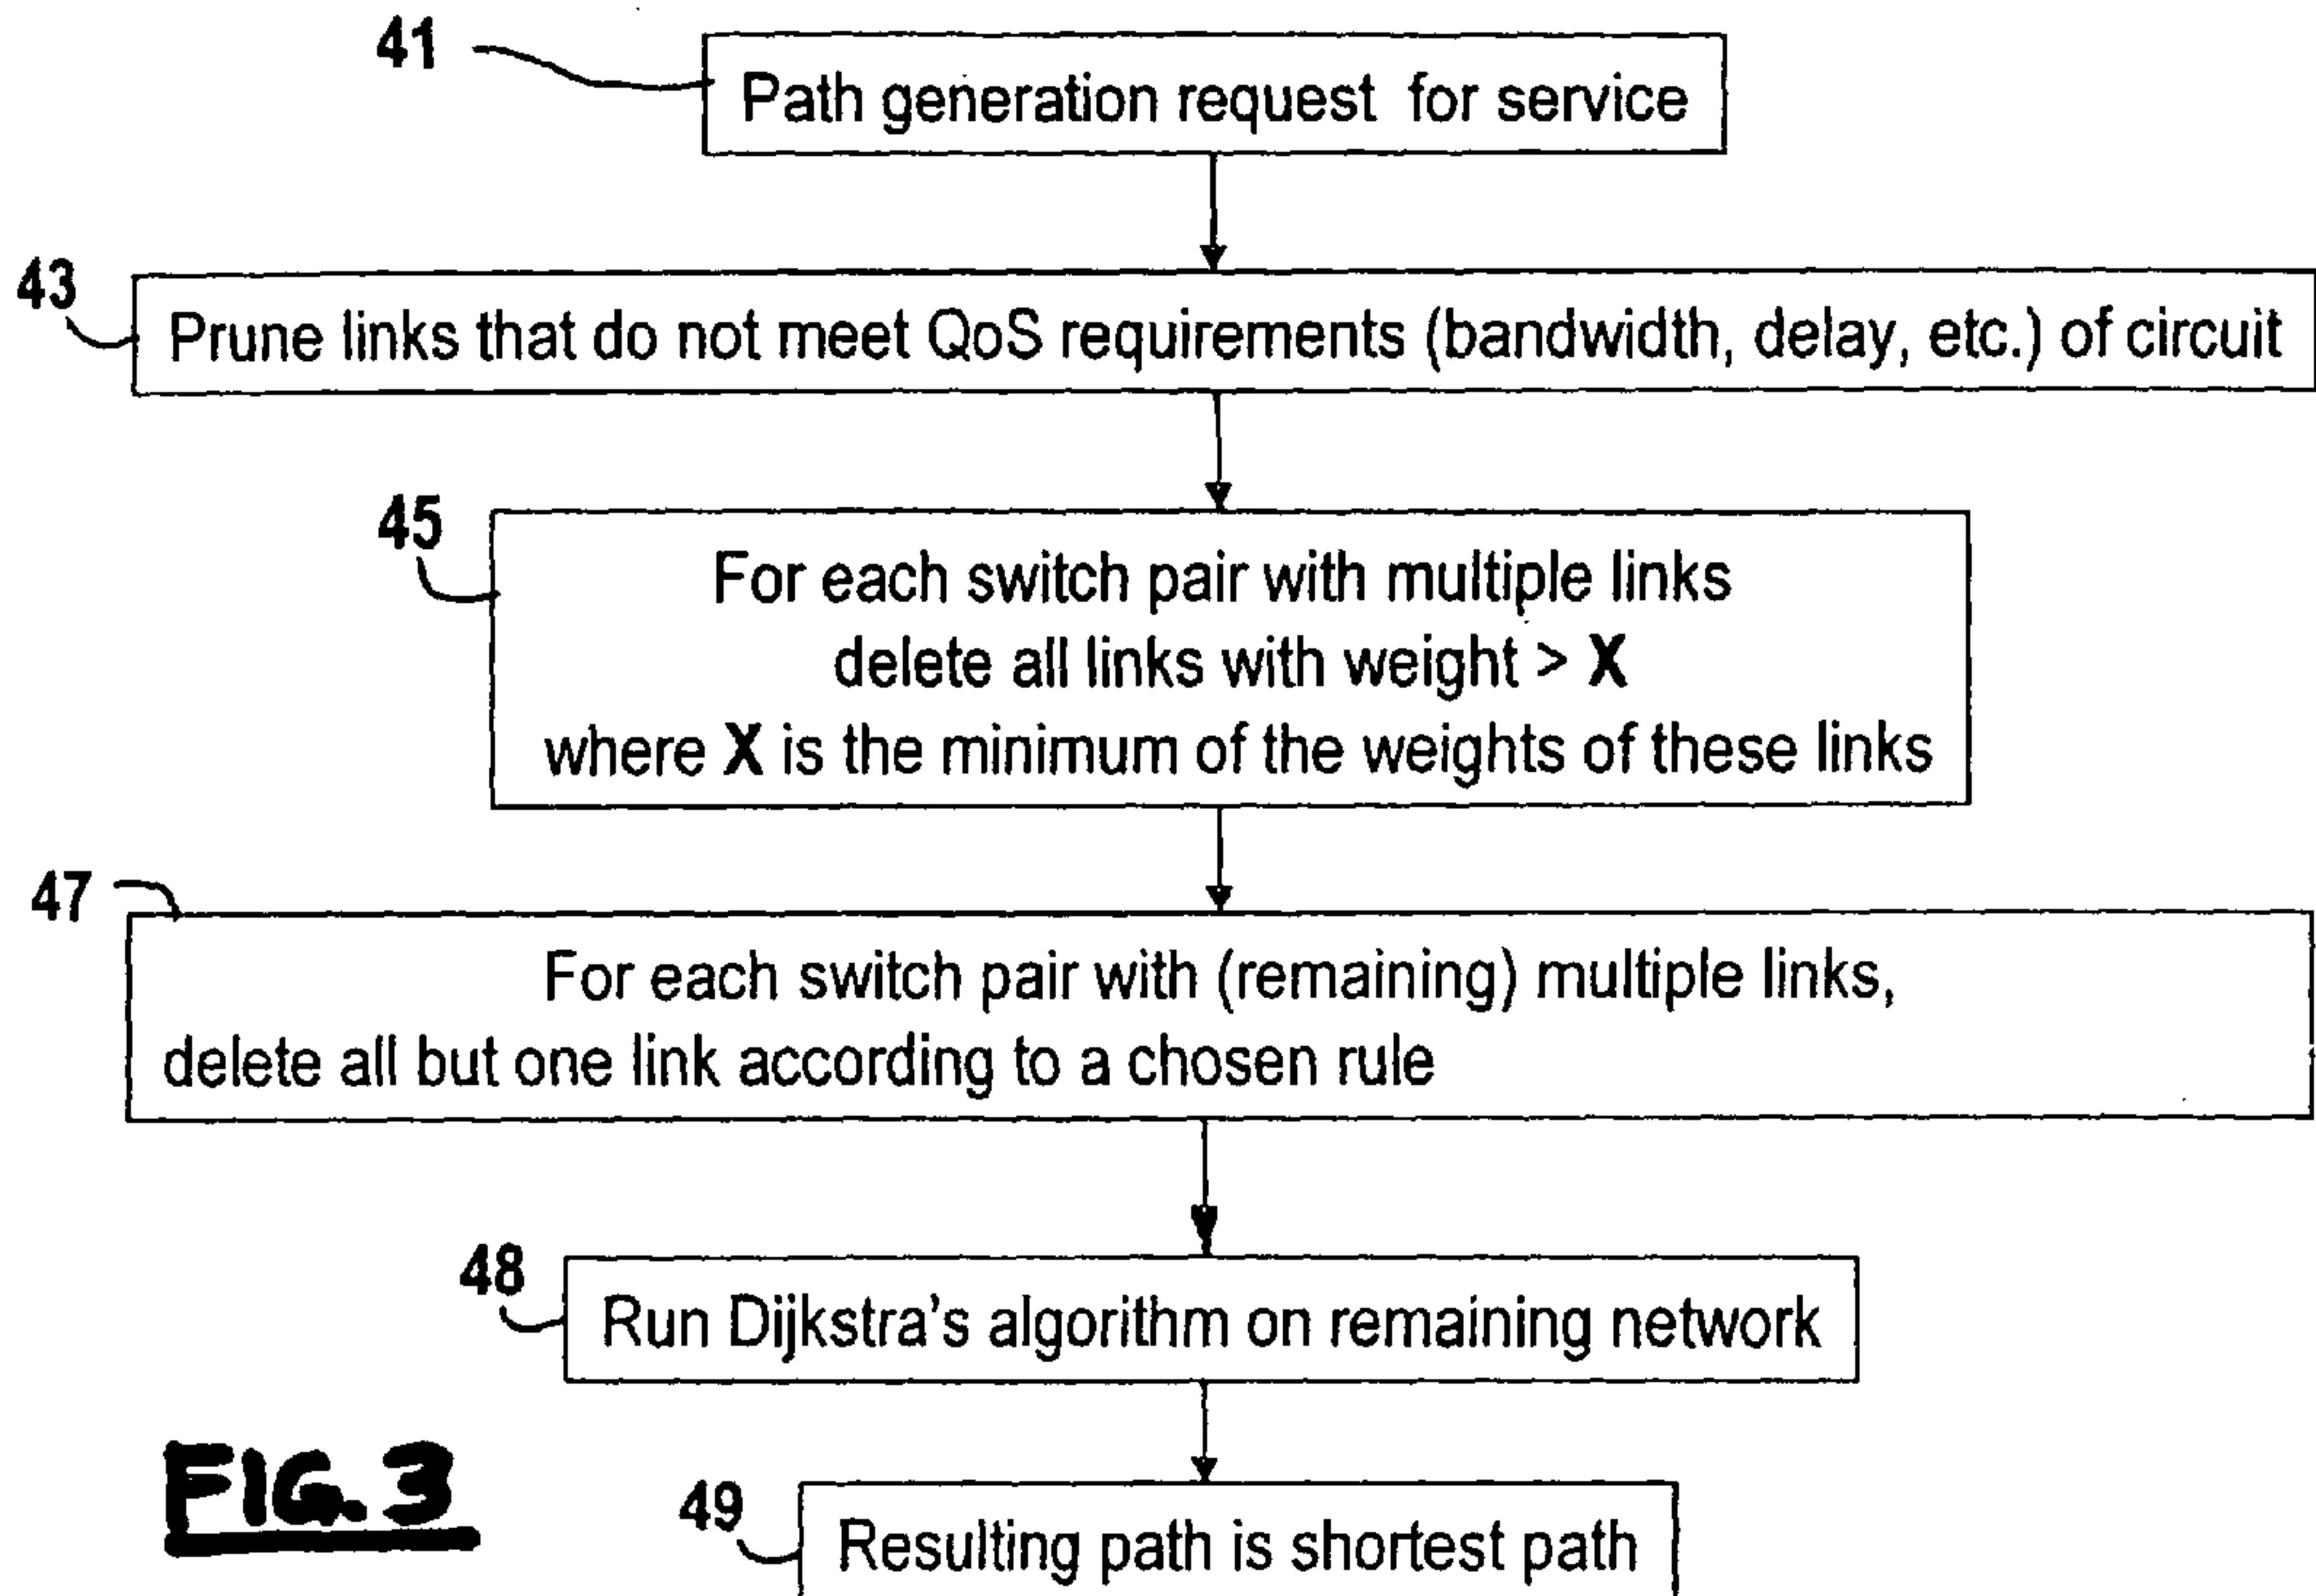 41
Path generation request for service
43
Prune links that do not meet QoS requirements (bandwidth, delay, etc.) of circuit
45
For each switch pair with multiple links
delete all links with weight > X
where X is the minimum of the weights of these links
47
For each switch pair with (remaining) multiple links,
delete all but one link according to a chosen rule
48
Run Dijkstra's algorithm on remaining network
FIG. 3
49
Resulting path is shortest path